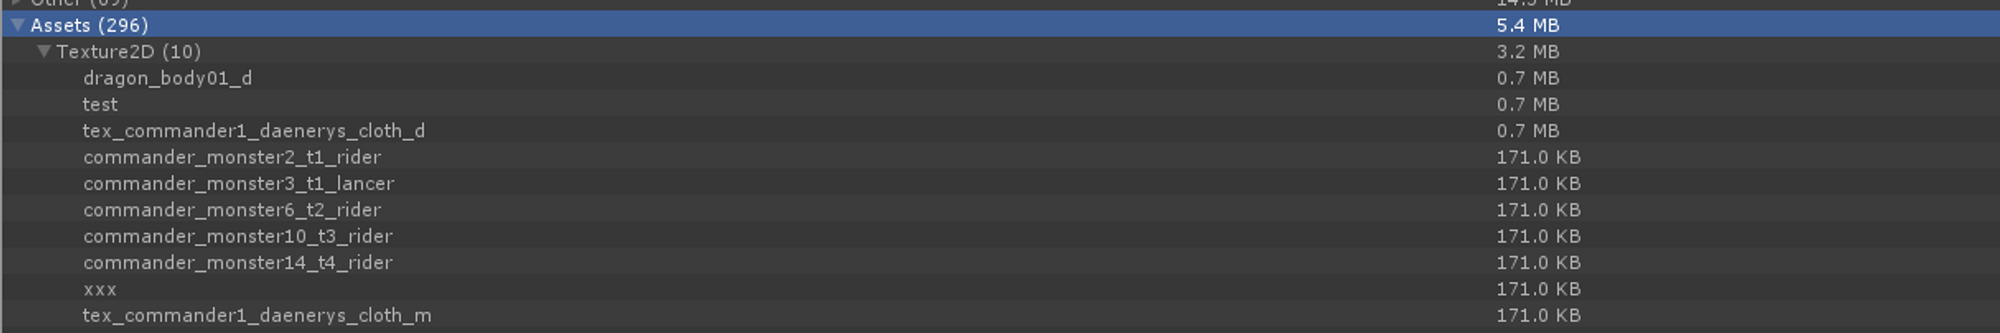 Other (69) 14.5 MB
Assets (296) 5.4 MB
Texture2D (10) 3.2 MB
dragon_body01_d 0.7 MB
test 0.7 MB
tex_commander1_daenerys_cloth_d 0.7 MB
commander_monster2_t1_rider 171.0 KB
commander_monster3_t1_lancer 171.0 KB
commander_monster6_t2_rider 171.0 KB
commander_monster10_t3_rider 171.0 KB
commander_monster14_t4_rider 171.0 KB
xxx 171.0 KB
tex_commander1_daenerys_cloth_m 171.0 KB